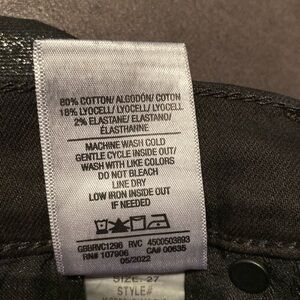 80% COTTON/ ALGODÓN/ COTON
18% LYOCELL/ LYOCELL/ LYOCELL
2% ELASTANE/ ELASTANO/
ÉLASTHANNE
MACHINE WASH COLD
GENTLE CYCLE INSIDE OUT/
WASH WITH LIKE COLORS
DO NOT BLEACH
LINE DRY
LOW IRON INSIDE OUT
IF NEEDED
RVC 4500503893
RN# 107906 CA# 00635
05/2022
SIZE: 27
STYLE#